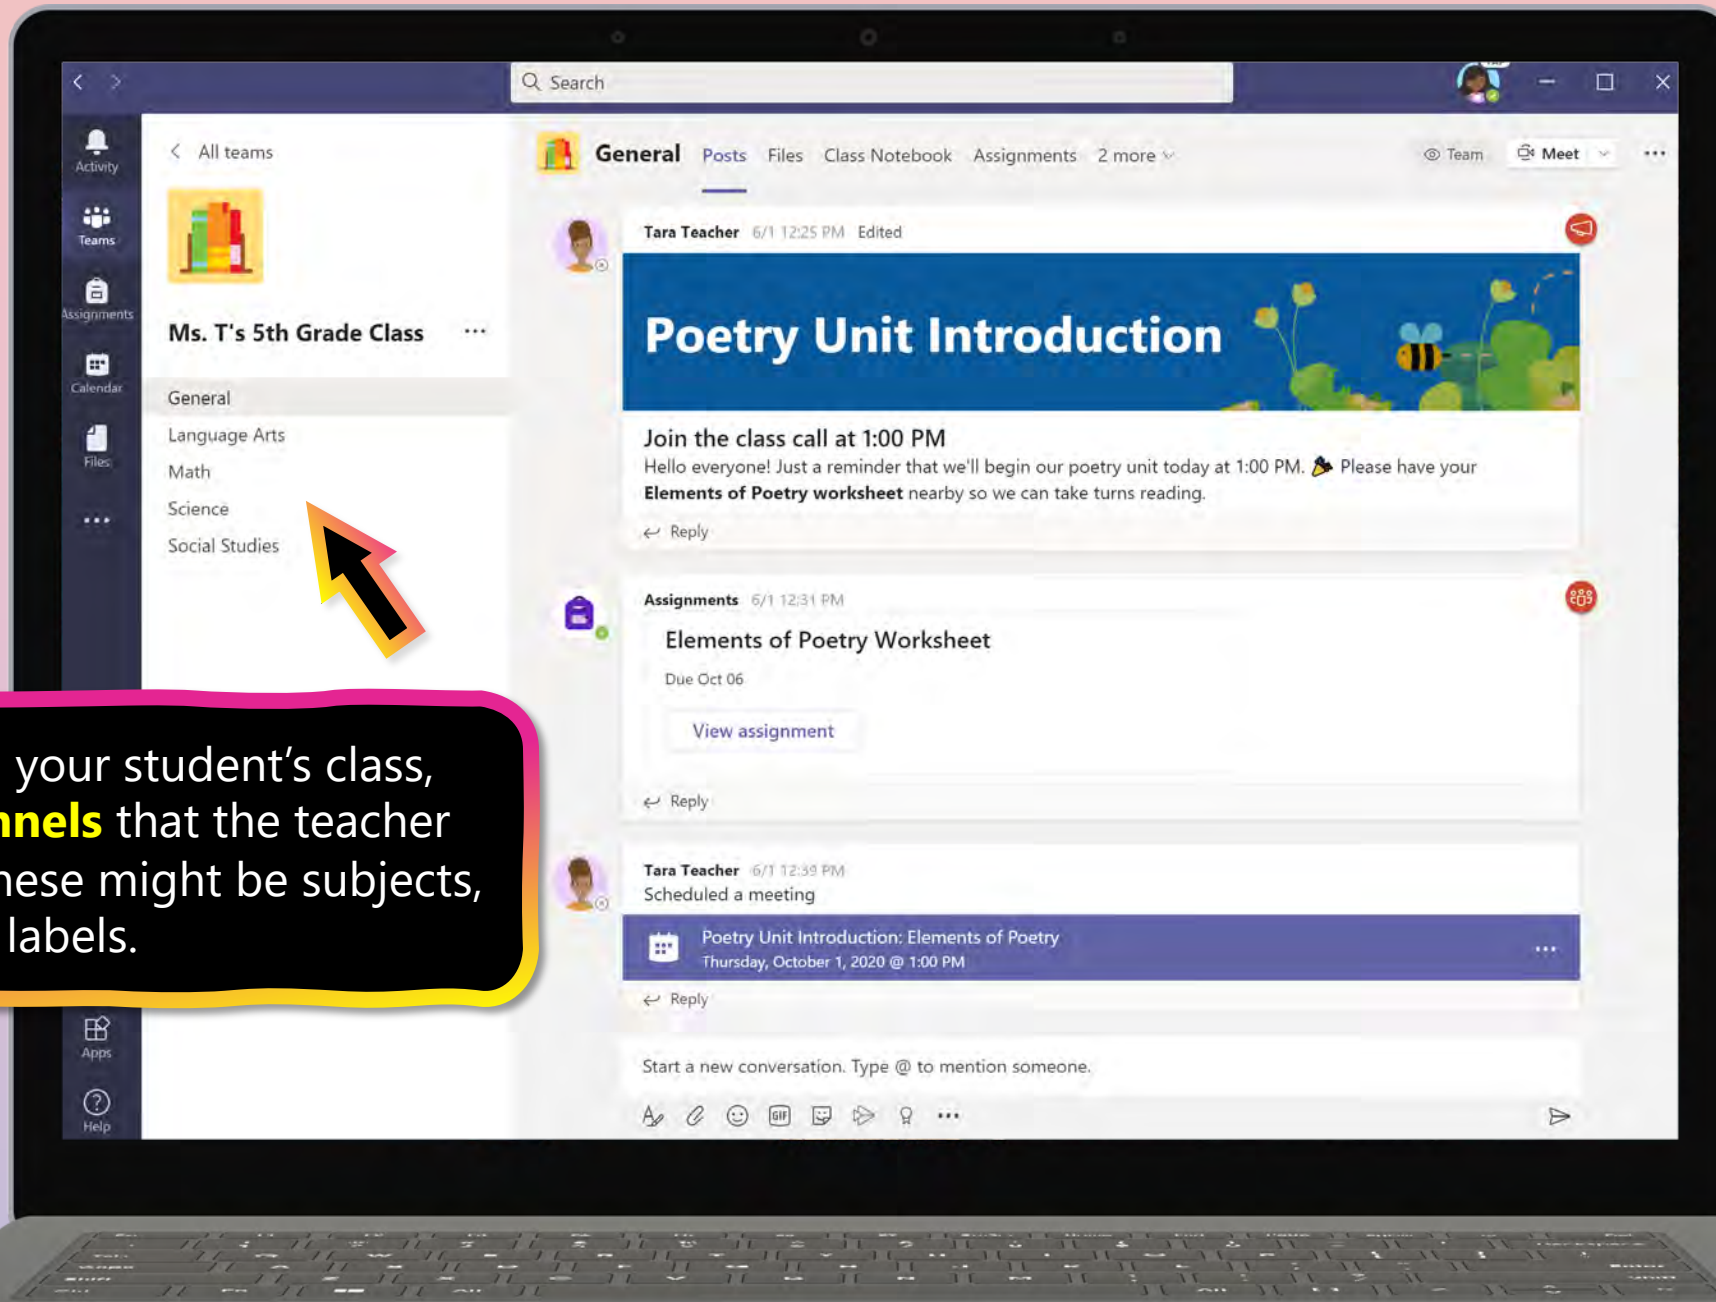 Search
Activity
Teams
Assignments
Calendar
Files
Apps
Help
All teams
Ms. T's 5th Grade Class
General
Language Arts
Math
Science
Social Studies
General Posts Files Class Notebook Assignments 2 more
Team Meet
Tara Teacher 6/1 12:25 PM Edited
Poetry Unit Introduction
Join the class call at 1:00 PM
Hello everyone! Just a reminder that we'll begin our poetry unit today at 1:00 PM. 🎉 Please have your
Elements of Poetry worksheet nearby so we can take turns reading.
Reply
Assignments 6/1 12:31 PM
Elements of Poetry Worksheet
Due Oct 06
View assignment
Reply
Tara Teacher 6/1 12:39 PM
Scheduled a meeting
Poetry Unit Introduction: Elements of Poetry
Thursday, October 1, 2020 @ 1:00 PM
Reply
Start a new conversation. Type @ to mention someone.
GIF
your student's class,
nnels that the teacher
hese might be subjects,
labels.